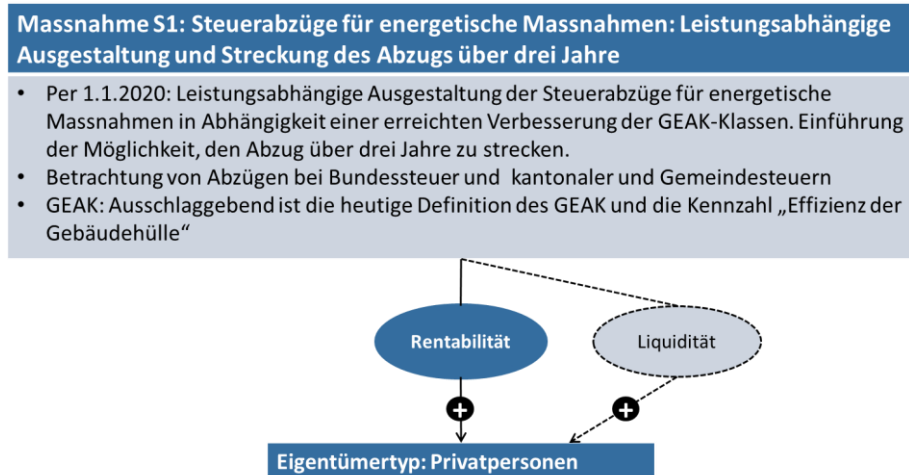 Massnahme S1: Steuerabzüge für energetische Massnahmen: Leistungsabhängige
Ausgestaltung und Streckung des Abzugs über drei Jahre
• Per 1.1.2020: Leistungsabhängige Ausgestaltung der Steuerabzüge für energetische
Massnahmen in Abhängigkeit einer erreichten Verbesserung der GEAK-Klassen. Einführung
der Möglichkeit, den Abzug über drei Jahre zu strecken.
• Betrachtung von Abzügen bei Bundessteuer und kantonaler und Gemeindesteuern
• GEAK: Ausschlaggebend ist die heutige Definition des GEAK und die Kennzahl „Effizienz der
Gebäudehülle“
Rentabilität
Liquidität
+
+
Eigentümertyp: Privatpersonen